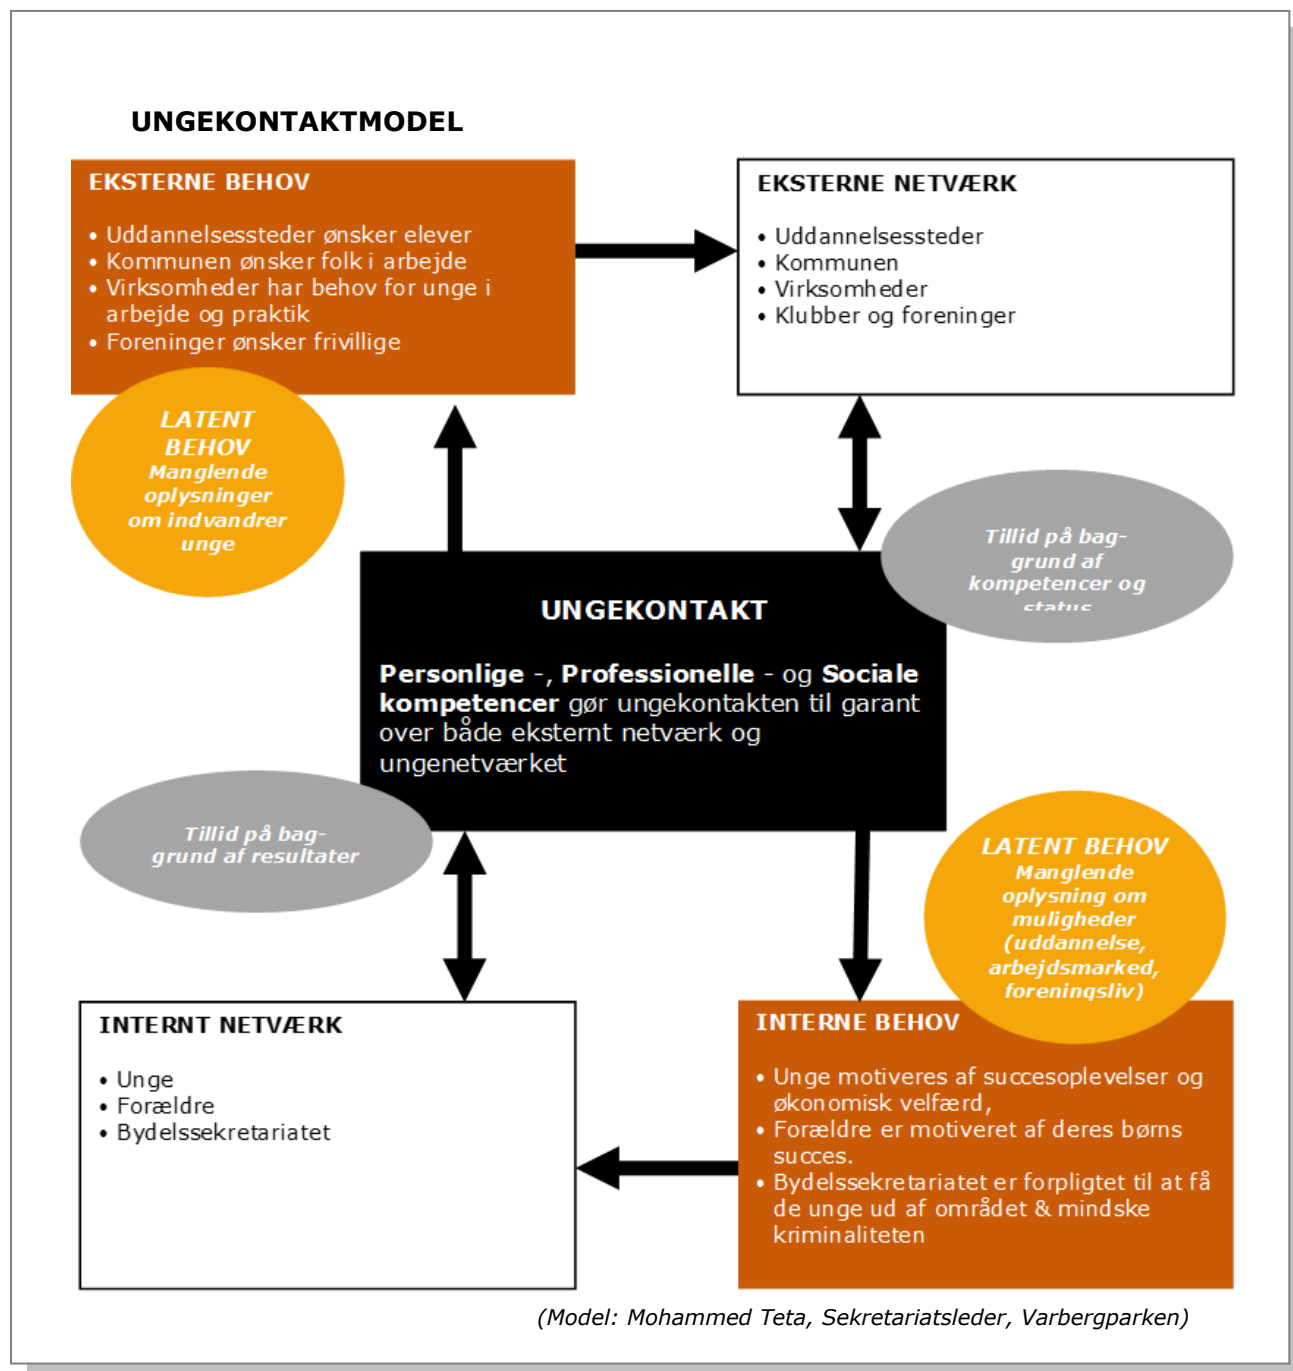 UNGEKONTAKTMODEL
EKSTERNE BEHOV
• Uddannelsessteder ønsker elever
• Kommunen ønsker folk i arbejde
• Virksomheder har behov for unge i
arbejde og praktik
• Foreninger ønsker frivillige
EKSTERNE NETVÆRK
• Uddannelsessteder
• Kommunen
• Virksomheder
• Klubber og foreninger
LATENT
BEHOV
Manglende
oplysninger
om indvandrer
unge
Tillid på bag-
grund af
kompetencer og
status
UNGEKONTAKT
Personlige -, Professionelle - og Sociale
kompetencer gør ungekontakten til garant
over både eksternt netværk og
ungenetværket
Tillid på bag-
grund af resultater
LATENT BEHOV
Manglende
oplysning om
muligheder
(uddannelse,
arbejdsmarked,
foreningsliv)
INTERNT NETVÆRK
• Unge
• Forældre
• Bydelssekretariatet
INTERNE BEHOV
• Unge motiveres af succesoplevelser og
økonomisk velfærd,
• Forældre er motiveret af deres børns
succes.
• Bydelssekretariatet er forpligtet til at få
de unge ud af området & mindske
kriminaliteten
(Model: Mohammed Teta, Sekretariatsleder, Varbergparken)